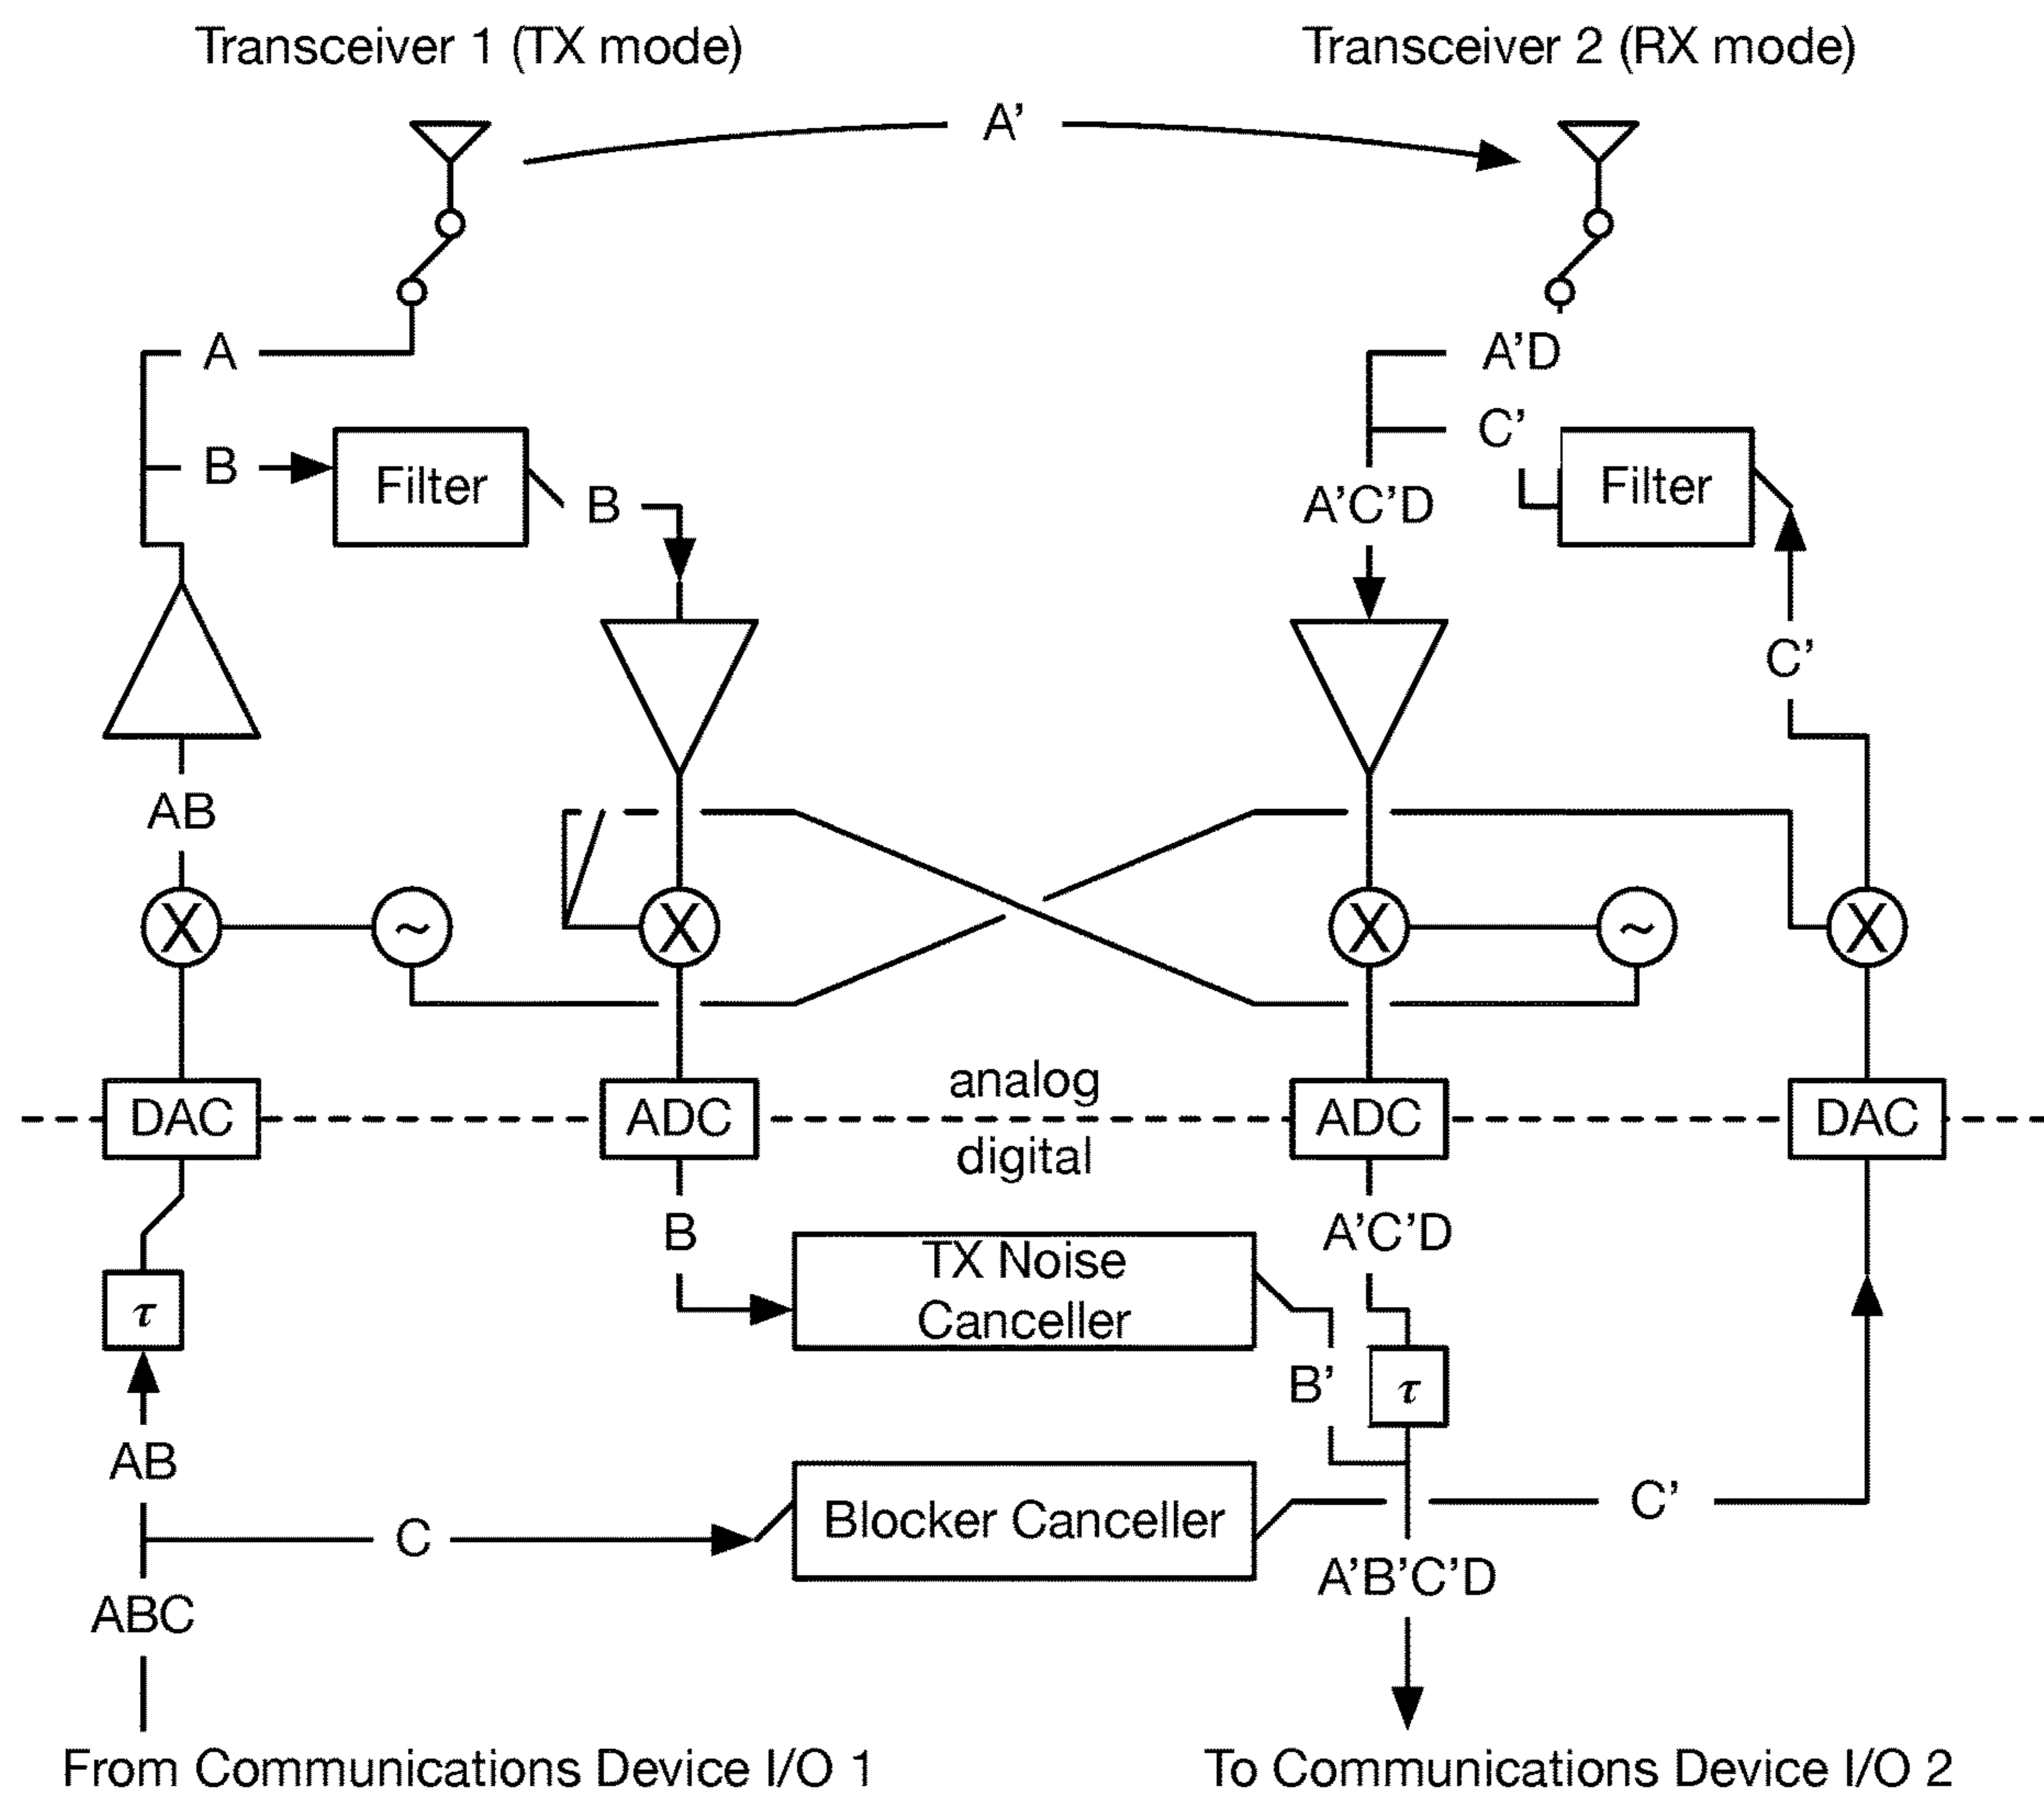 Transceiver 1 (TX mode)
Transceiver 2 (RX mode)
A'
A
A'D
C'
B
Filter
B
A'C'D
Filter
C'
AB
X
~
X
X
~
X
analog
DAC
ADC
ADC
DAC
digital
B
A'C'D
TX Noise
Canceller
τ
B'
τ
AB
C
Blocker Canceller
C'
A'B'C'D
ABC
From Communications Device I/O 1
To Communications Device I/O 2